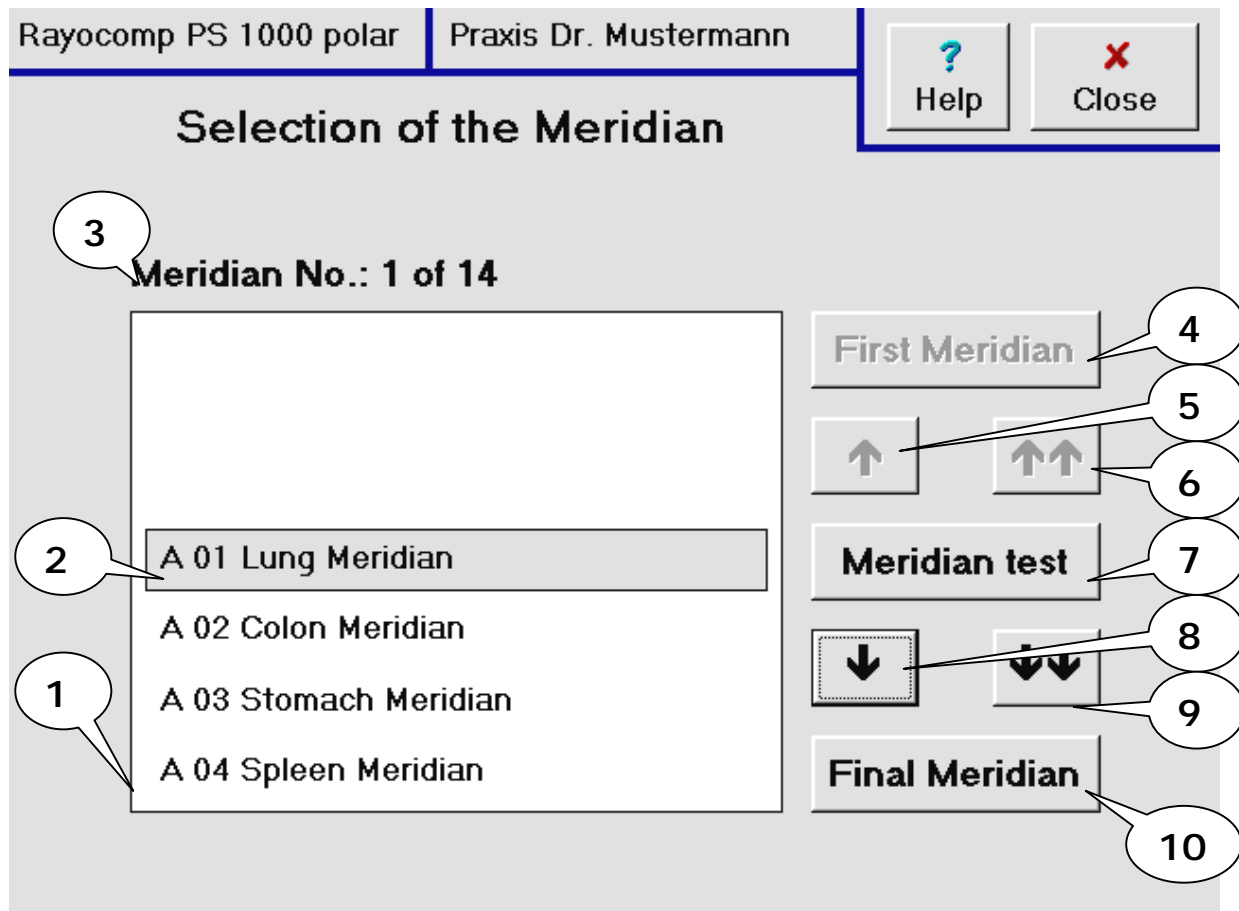 Rayocomp PS 1000 polar
Praxis Dr. Mustermann
? Help
✗ Close
Selection of the Meridian
3
Meridian No.: 1 of 14
First Meridian
4
5
↑
↑↑
6
2
A 01 Lung Meridian
Meridian test
7
A 02 Colon Meridian
8
1
A 03 Stomach Meridian
↓
↓↓
9
A 04 Spleen Meridian
Final Meridian
10